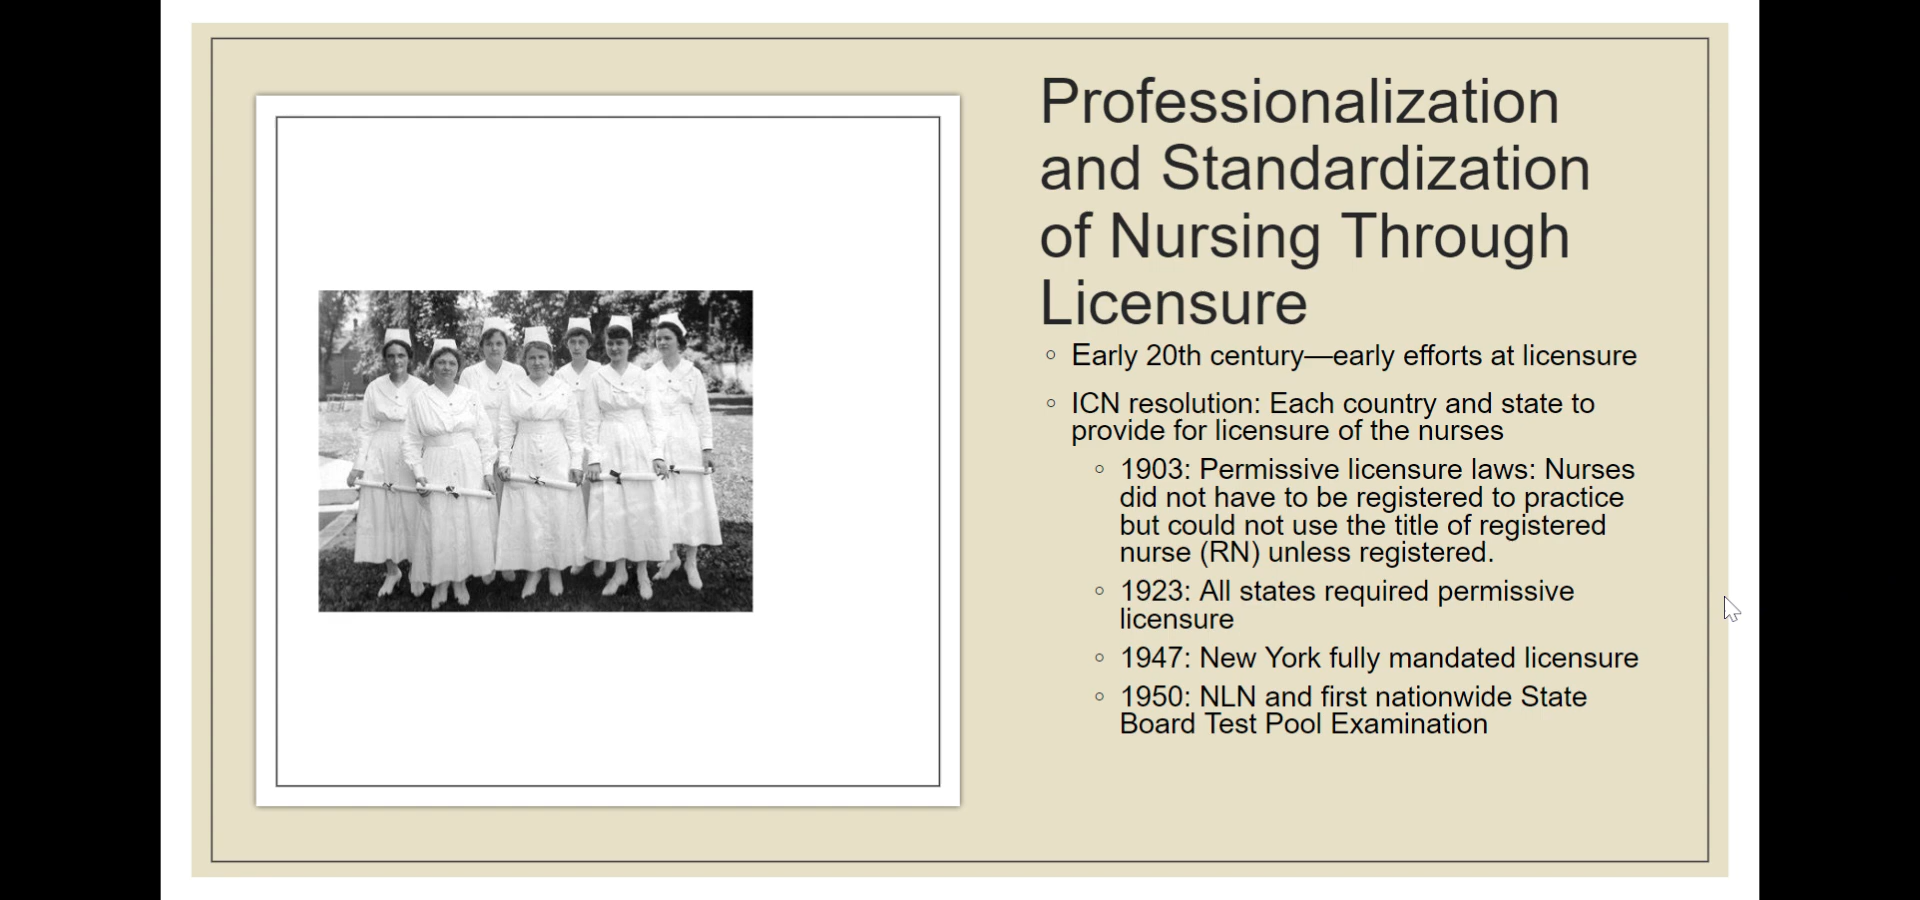 Professionalization
and Standardization
of Nursing Through
Licensure
◦ Early 20th century—early efforts at licensure
◦ ICN resolution: Each country and state to
provide for licensure of the nurses
◦ 1903: Permissive licensure laws: Nurses
did not have to be registered to practice
but could not use the title of registered
nurse (RN) unless registered.
◦ 1923: All states required permissive
licensure
◦ 1947: New York fully mandated licensure
◦ 1950: NLN and first nationwide State
Board Test Pool Examination